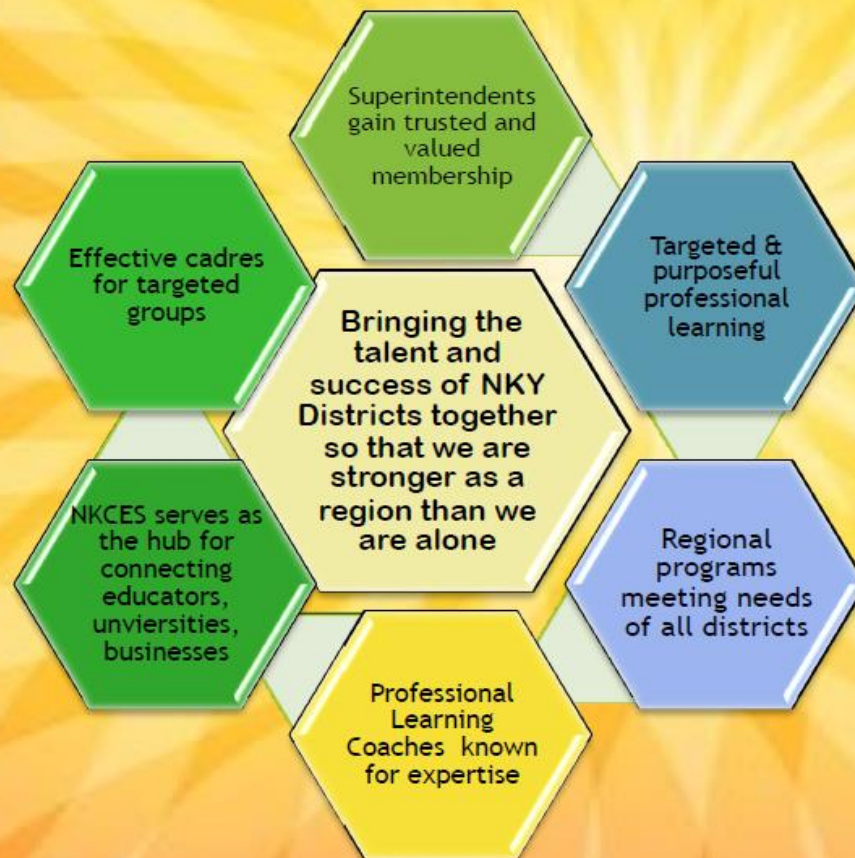 Superintendents
gain trusted and
valued
membership
Targeted &
purposeful
professional
learning
Regional
programs
meeting needs
of all districts
Professional
Learning
Coaches known
for expertise
NKCES serves as
the hub for
connecting
educators,
unviersities,
businesses
Effective cadres
for targeted
groups
Bringing the
talent and
success of NKY
Districts together
so that we are
stronger as a
region than we
are alone